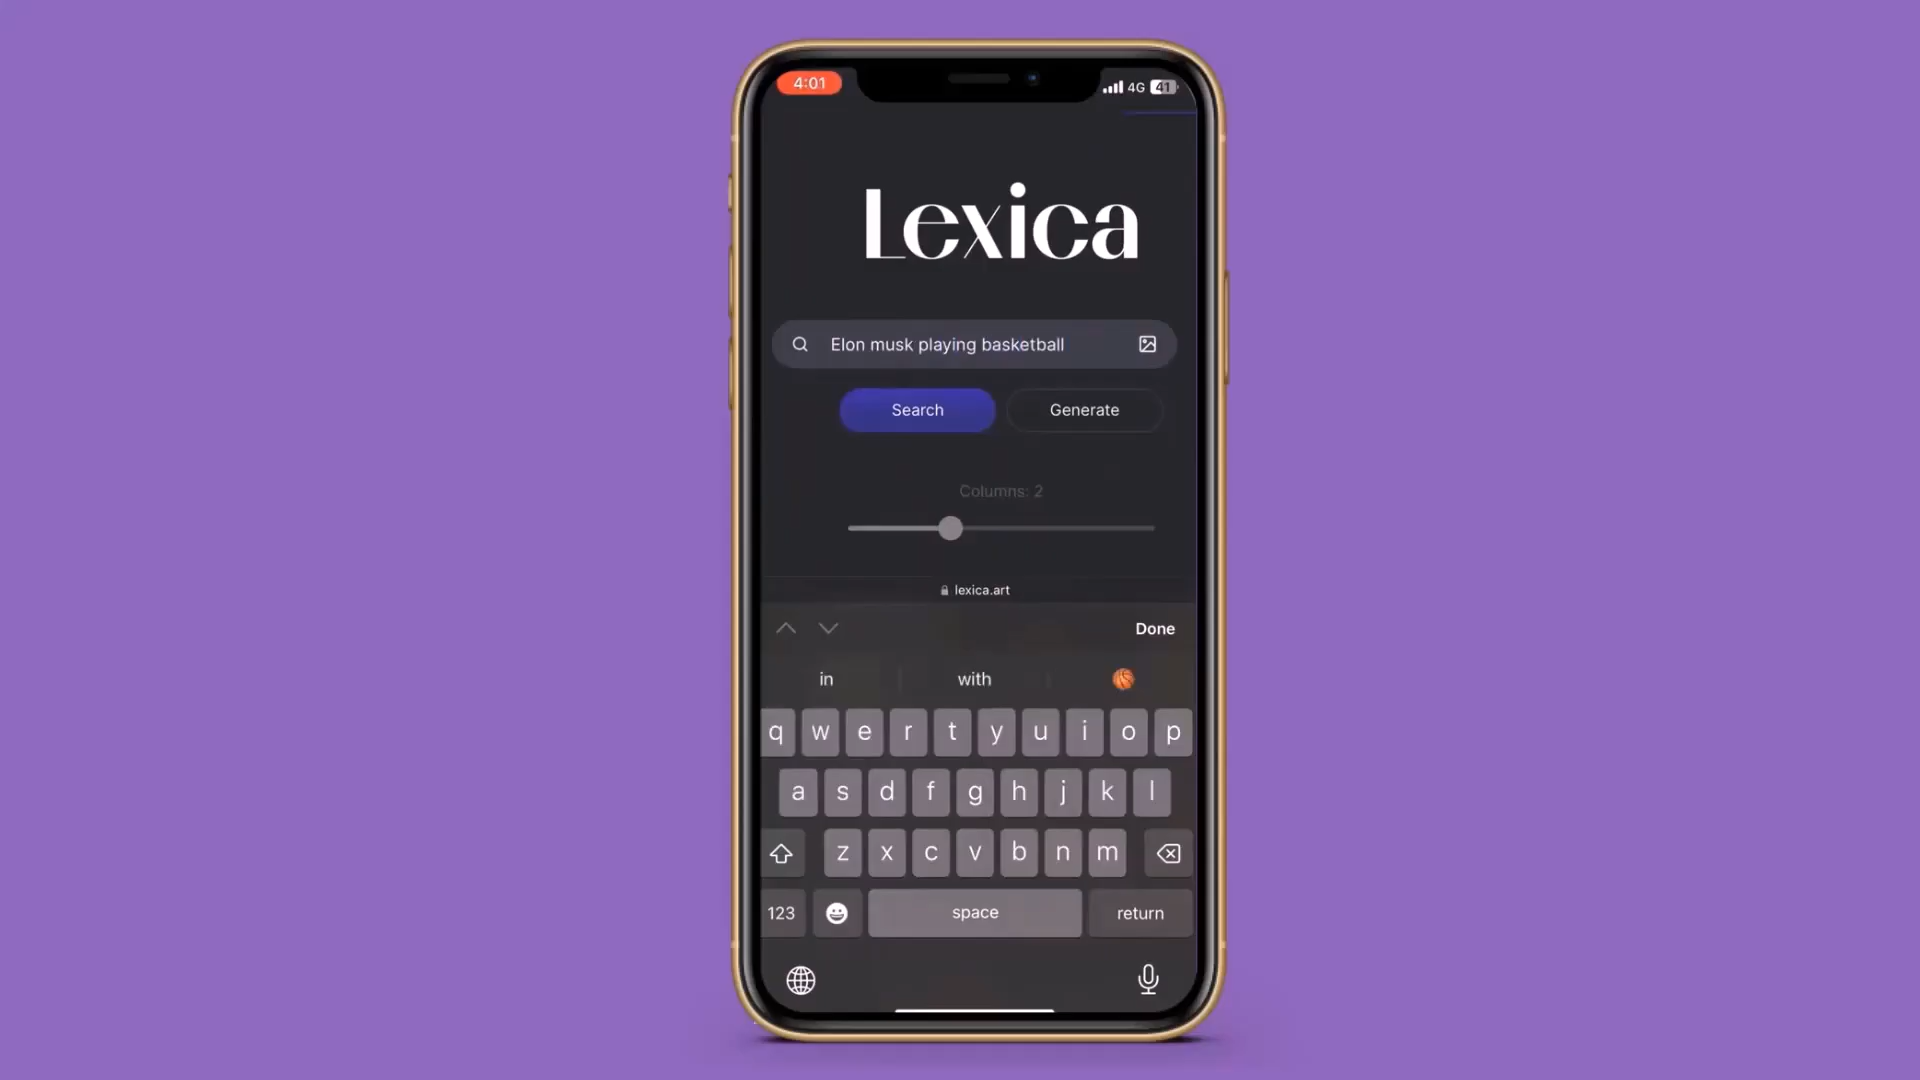 4:01
4G 41
Lexica
Elon musk playing basketball
Search Generate
Columns: 2
lexica.art
Done
in with
q w e r t y u i o p
a s d f g h j k l
z x c v b n m
123 space return